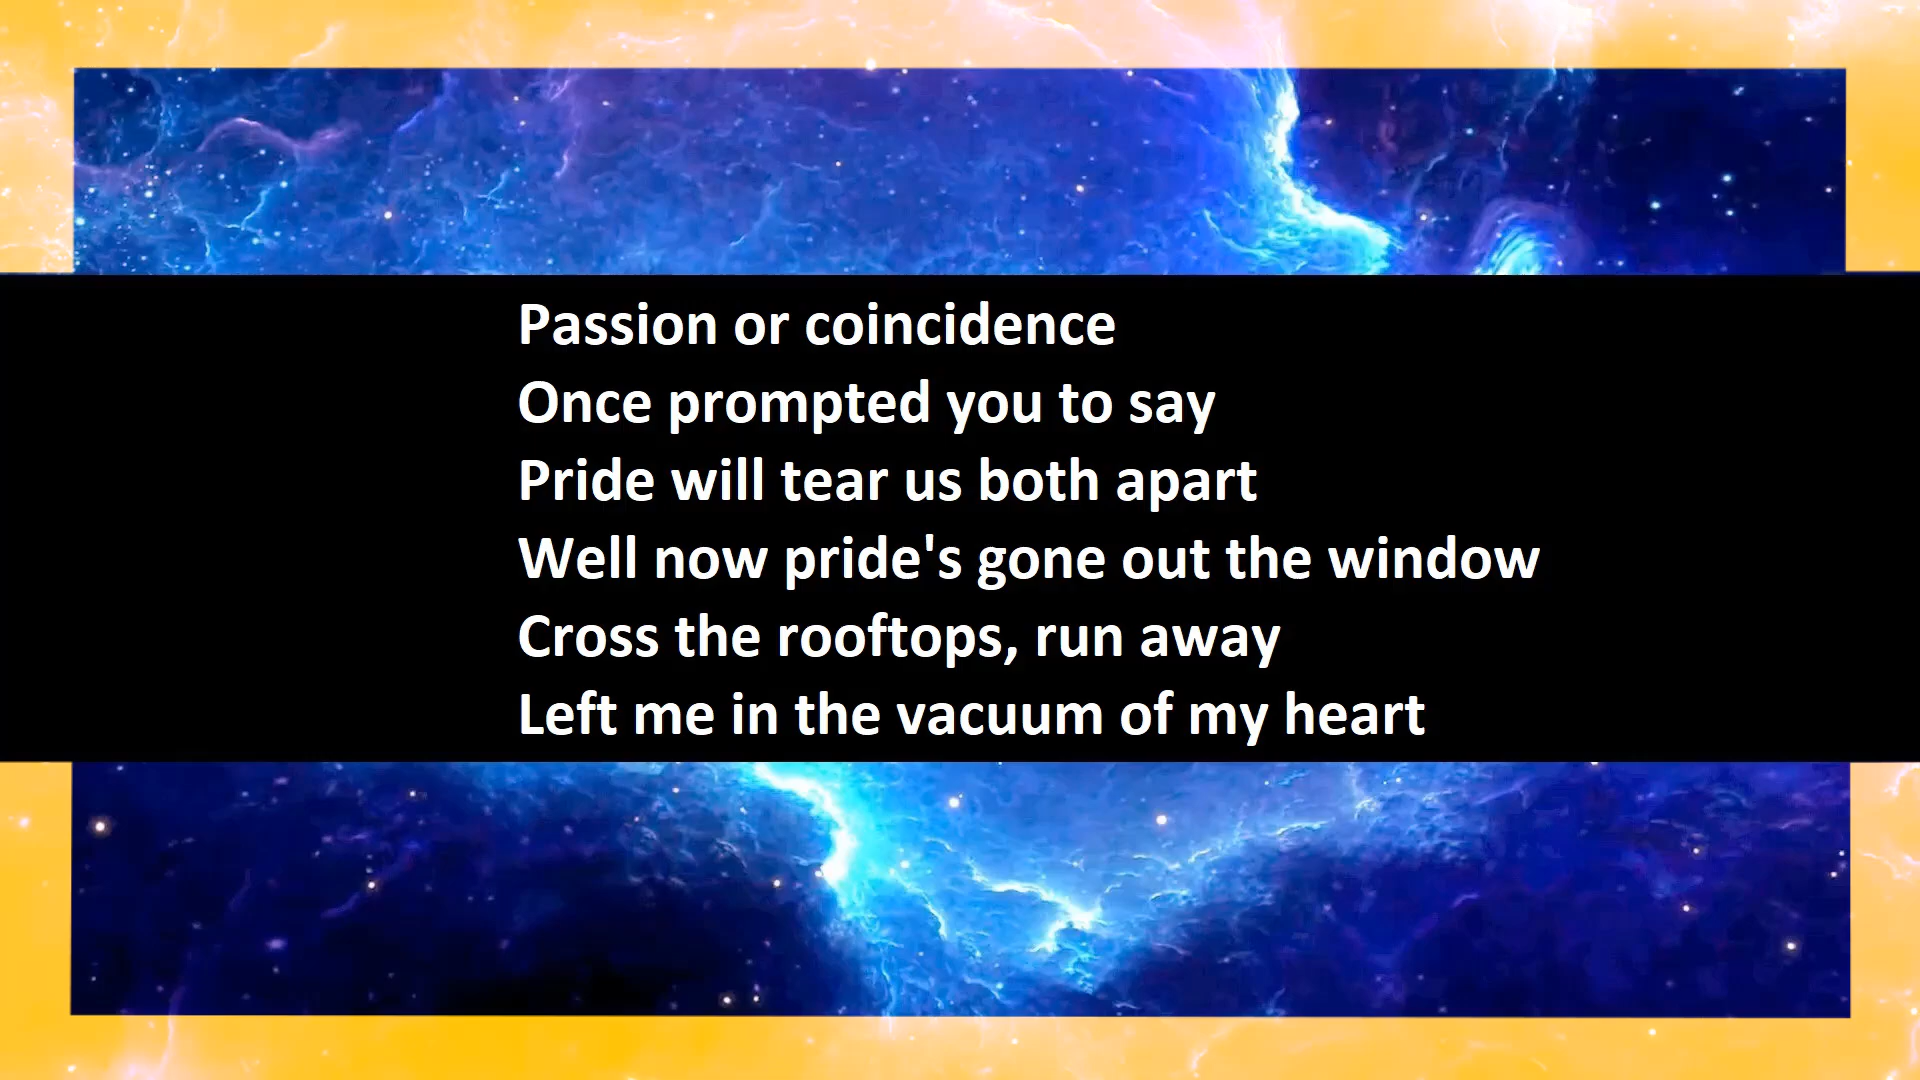 Passion or coincidence
Once prompted you to say
Pride will tear us both apart
Well now pride's gone out the window
Cross the rooftops, run away
Left me in the vacuum of my heart